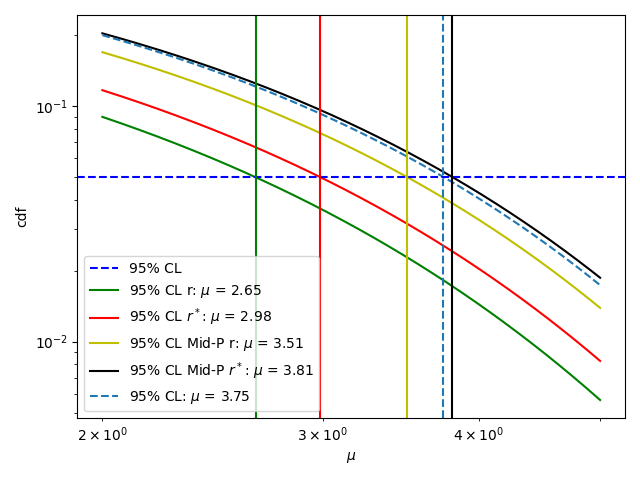 cdf
10⁻¹
10⁻²
95% CL
95% CL r: μ = 2.65
95% CL r*: μ = 2.98
95% CL Mid-P r: μ = 3.51
95% CL Mid-P r*: μ = 3.81
95% CL: μ = 3.75
2 × 10⁰ 3 × 10⁰ 4 × 10⁰
μ